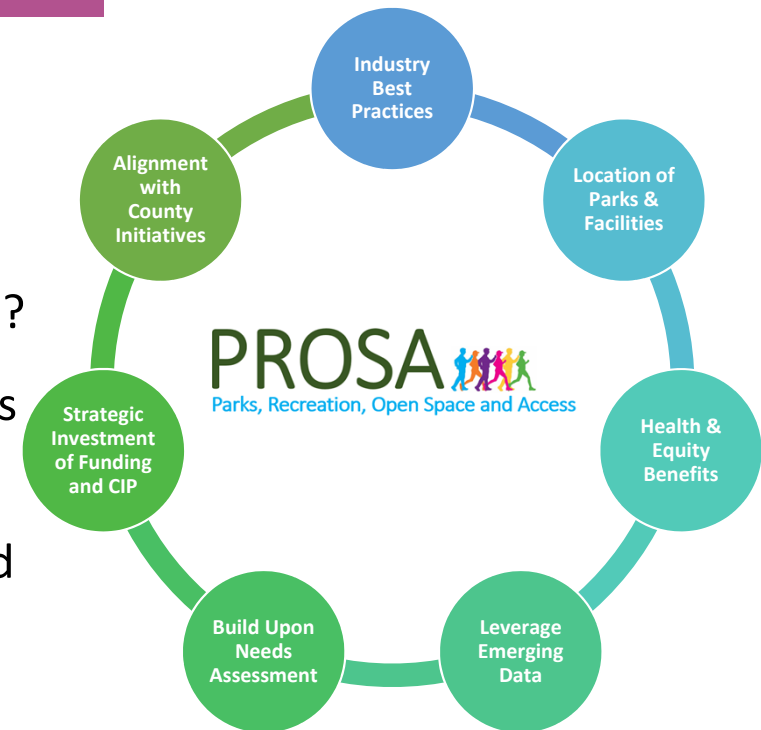 Industry
Best
Practices
Location of
Parks &
Facilities
Health &
Equity
Benefits
Leverage
Emerging
Data
Build Upon
Needs
Assessment
Strategic
Investment
of Funding
and CIP
Alignment
with
County
Initiatives
PROSA
Parks, Recreation, Open Space and Access
?
s
d